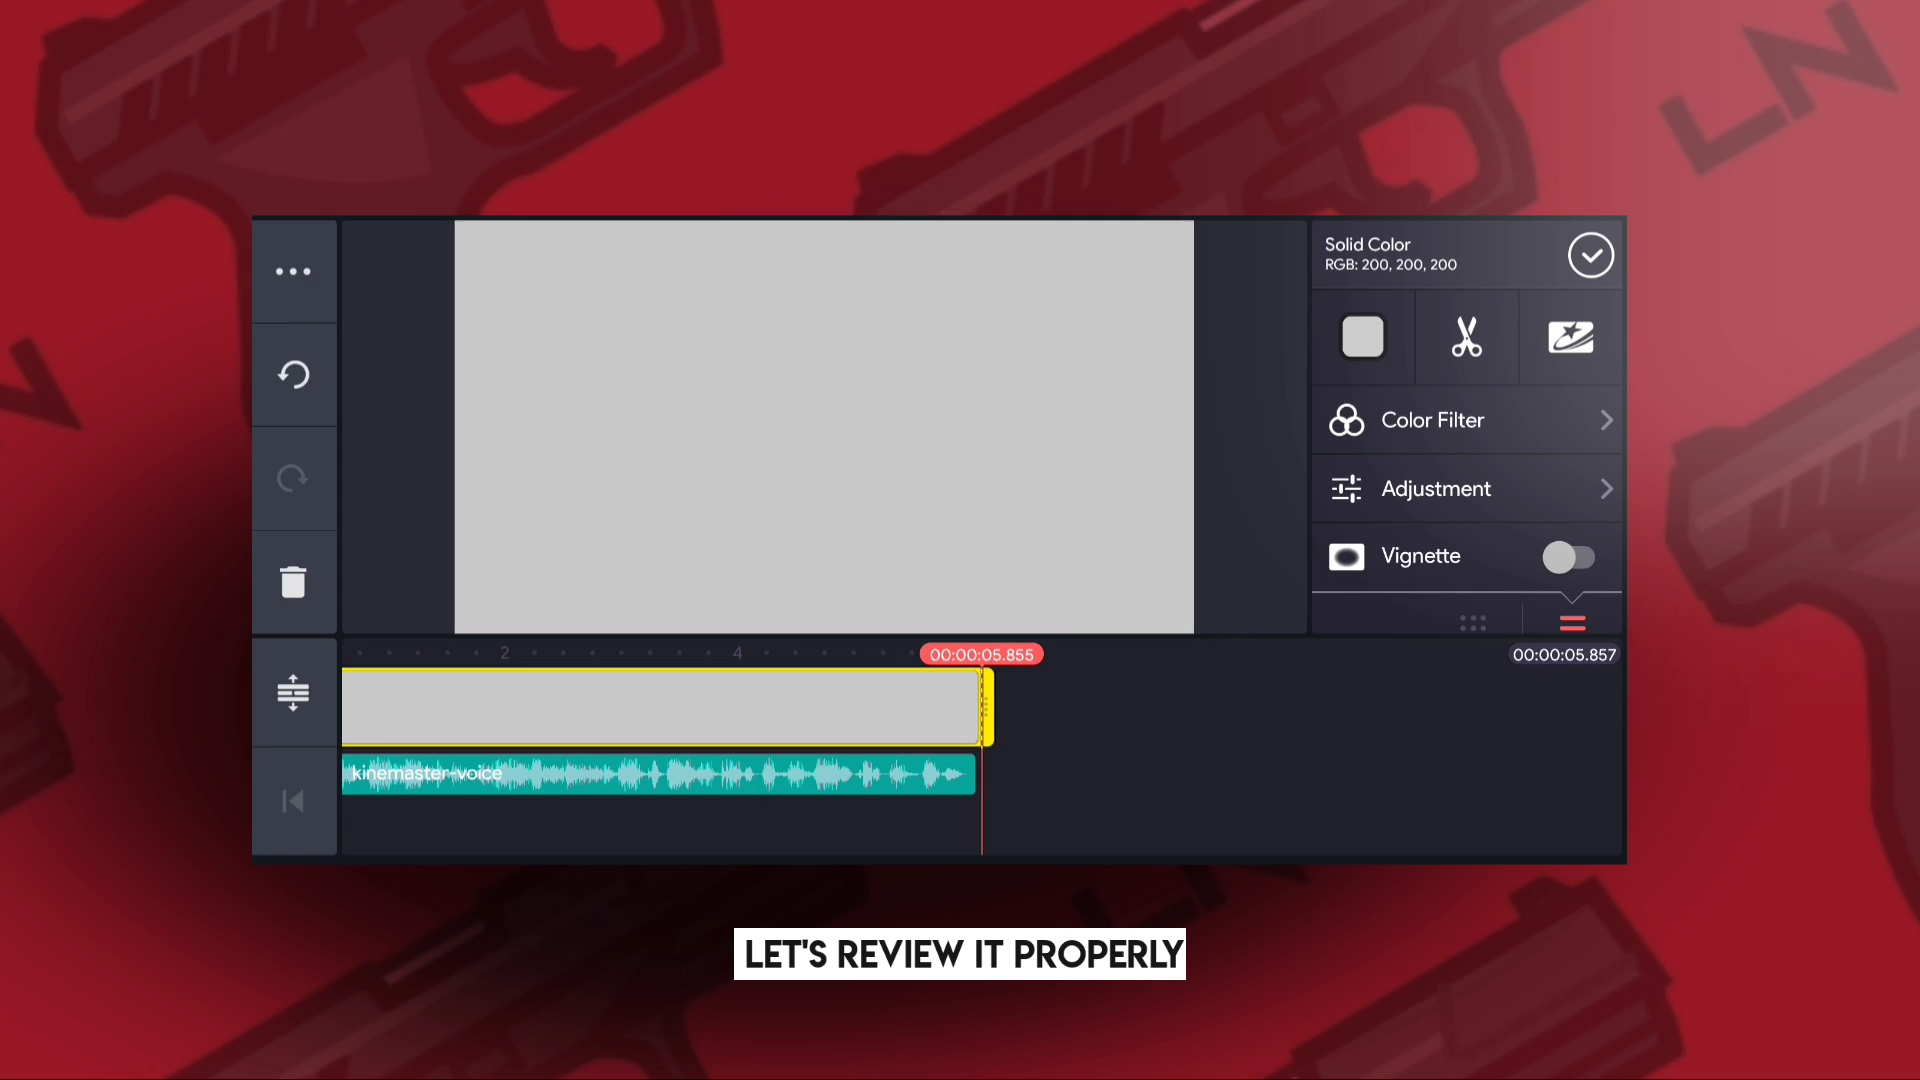 LN
Solid Color
RGB: 200, 200, 200
Color Filter
Adjustment
Vignette
2
4
00:00:05.855
00:00:05.857
kinemaster-voice
LET'S REVIEW IT PROPERLY